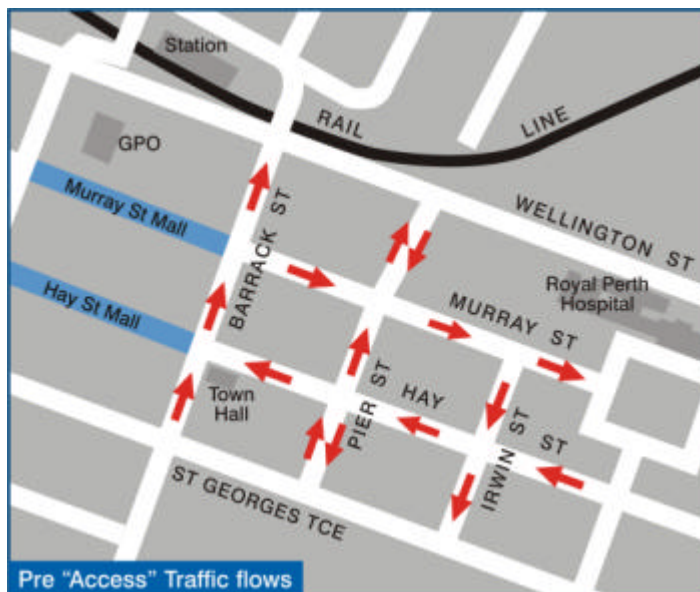 Station
RAIL LINE
GPO
Murray St Mall
WELLINGTON ST
BARRACK ST
Royal Perth
Hospital
Hay St Mall
MURRAY ST
Town
Hall
PIER ST
HAY ST
IRWIN ST
ST GEORGES TCE
Pre “Access” Traffic flows